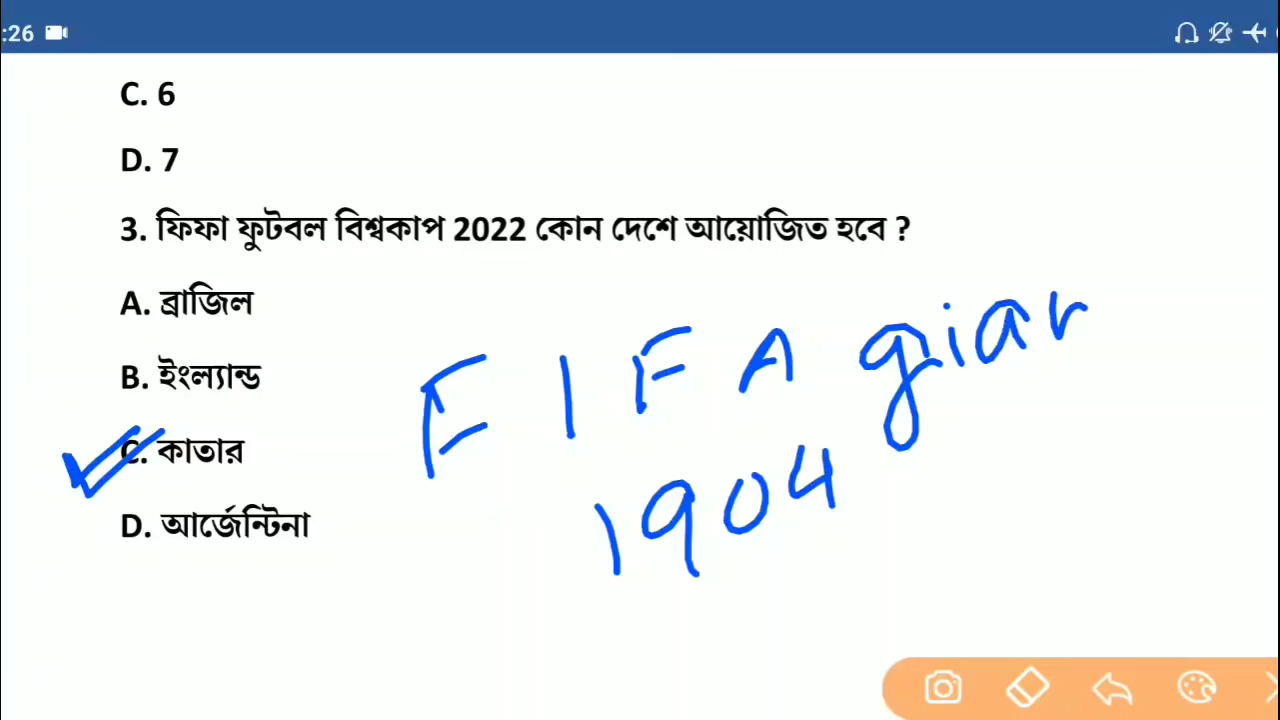 :26
C. 6
D. 7
3. ফিফা ফুটবল বিশ্বকাপ 2022 কোন দেশে আয়োজিত হবে ?
A. ব্রাজিল
B. ইংল্যান্ড
C. কাতার
D. আর্জেন্টিনা
FIFA giar
1904